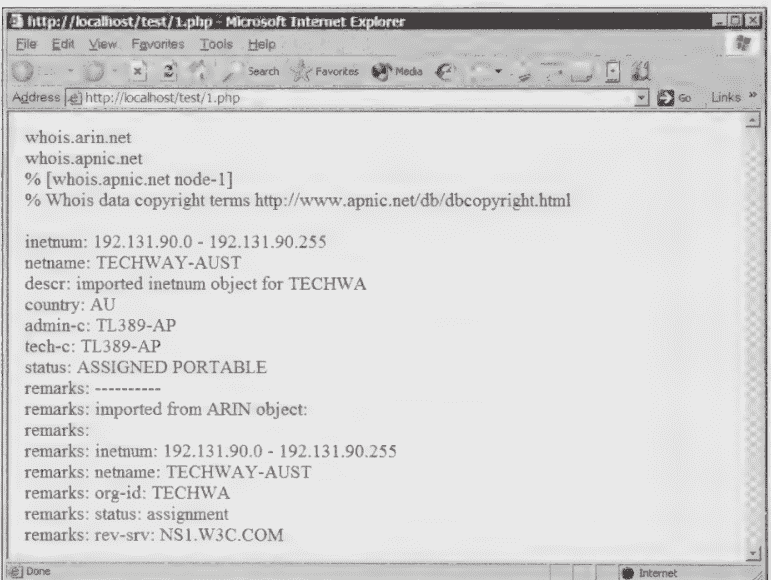 http://localhost/test/1.php - Microsoft Internet Explorer
File Edit View Favorites Tools Help
Search Favorites Media
Address http://localhost/test/1.php Go Links »
whois.arin.net
whois.apnic.net
% [whois.apnic.net node-1]
% Whois data copyright terms http://www.apnic.net/db/dbcopyright.html
inetnum: 192.131.90.0 - 192.131.90.255
netname: TECHWAY-AUST
descr: imported inetnum object for TECHWA
country: AU
admin-c: TL389-AP
tech-c: TL389-AP
status: ASSIGNED PORTABLE
remarks: ----------
remarks: imported from ARIN object:
remarks:
remarks: inetnum: 192.131.90.0 - 192.131.90.255
remarks: netname: TECHWAY-AUST
remarks: org-id: TECHWA
remarks: status: assignment
remarks: rev-srv: NS1.W3C.COM
Done Internet